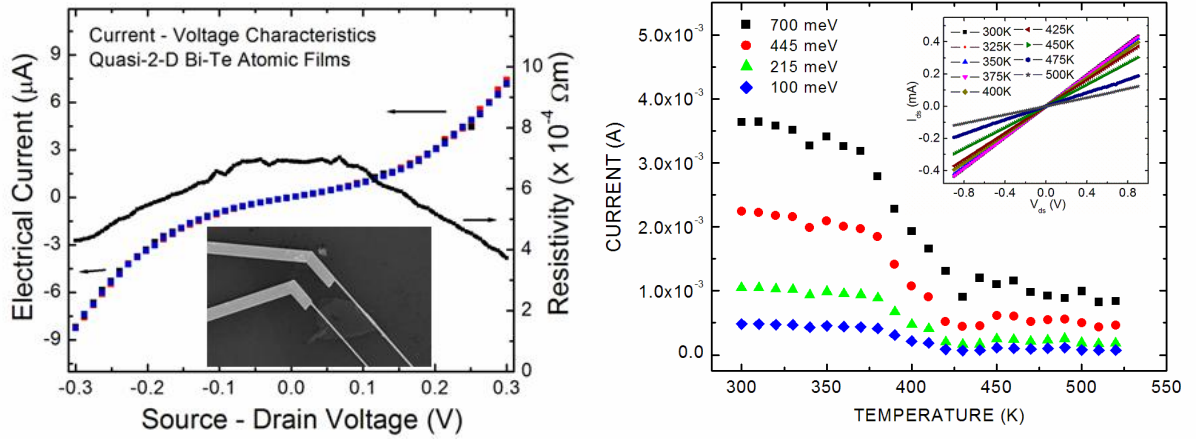 Current - Voltage Characteristics
Quasi-2-D Bi-Te Atomic Films
Electrical Current (μA)
6
3
0
-3
-6
-9
-0.3 -0.2 -0.1 0.0 0.1 0.2 0.3
Source - Drain Voltage (V)
10
8
6
4
2
0
Resistivity (x 10⁻⁴ Ωm)
CURRENT (A)
5.0x10⁻³
4.0x10⁻³
3.0x10⁻³
2.0x10⁻³
1.0x10⁻³
0.0
300 350 400 450 500 550
TEMPERATURE (K)
700 meV
445 meV
215 meV
100 meV
300K
325K
350K
375K
400K
425K
450K
475K
500K
I_ds (mA)
0.4
0.2
0.0
-0.2
-0.4
-0.8 -0.4 0.0 0.4 0.8
V_ds (V)